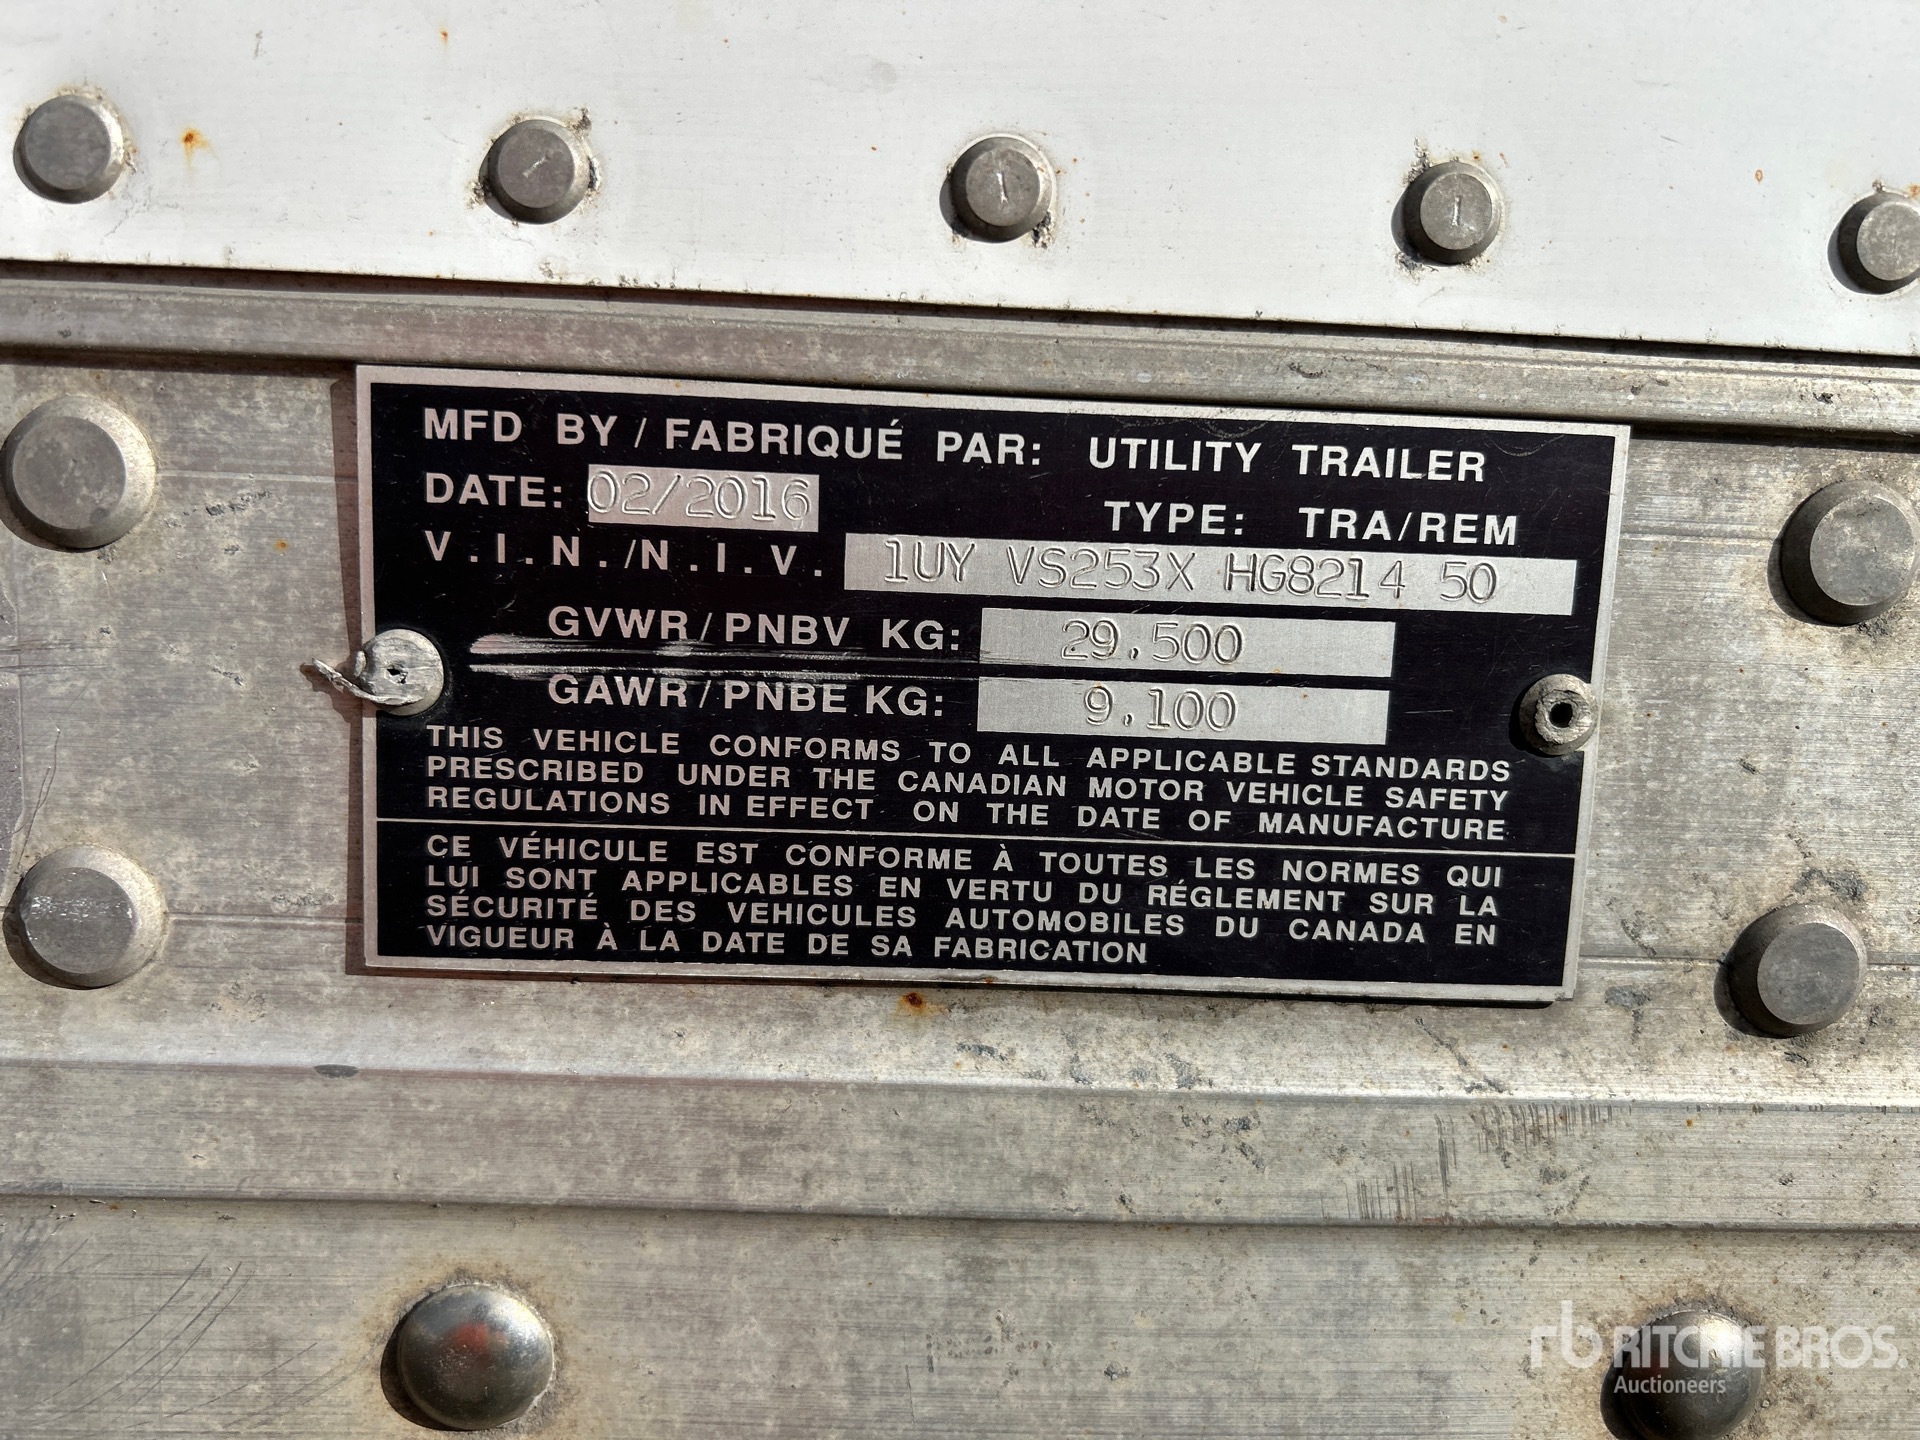 MFD BY / FABRIQUÉ PAR: UTILITY TRAILER
DATE: 02/2016
TYPE: TRA/REM
V.I.N./N.I.V. 1UY VS253X HG8214 50
GVWR/PNBV KG: 29.500
GAWR/PNBE KG: 9.100
THIS VEHICLE CONFORMS TO ALL APPLICABLE STANDARDS
PRESCRIBED UNDER THE CANADIAN MOTOR VEHICLE SAFETY
REGULATIONS IN EFFECT ON THE DATE OF MANUFACTURE
CE VÉHICULE EST CONFORME À TOUTES LES NORMES QUI
LUI SONT APPLICABLES EN VERTU DU RÉGLEMENT SUR LA
SÉCURITÉ DES VEHICULES AUTOMOBILES DU CANADA EN
VIGUEUR À LA DATE DE SA FABRICATION
rb RITCHIE BROS.
Auctioneers